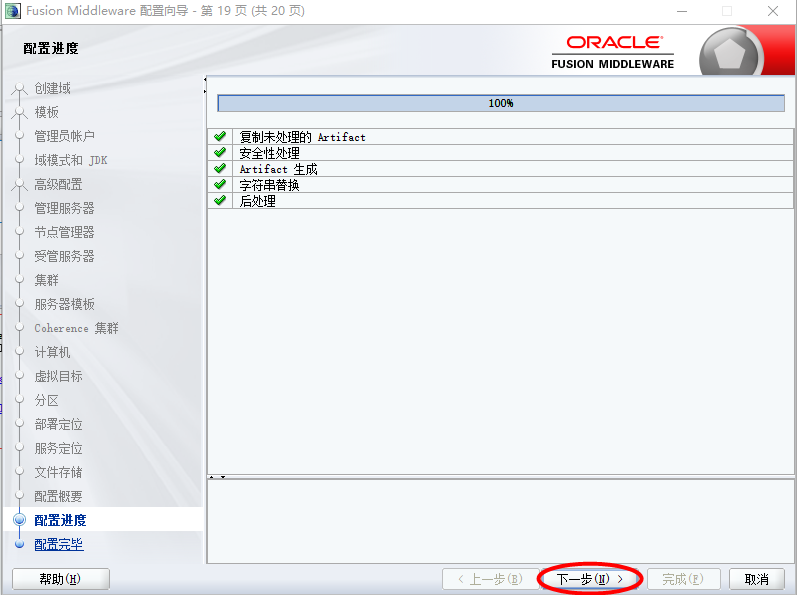 Fusion Middleware 配置向导 - 第 19 页 (共 20 页)
配置进度
ORACLE
FUSION MIDDLEWARE
创建域
模板
管理员帐户
域模式和 JDK
高级配置
管理服务器
节点管理器
受管服务器
集群
服务器模板
Coherence 集群
计算机
虚拟目标
分区
部署定位
服务定位
文件存储
配置概要
配置进度
配置完毕
100%
复制未处理的 Artifact
安全性处理
Artifact 生成
字符串替换
后处理
帮助(H)
< 上一步(B)
下一步(N) >
完成(F)
取消